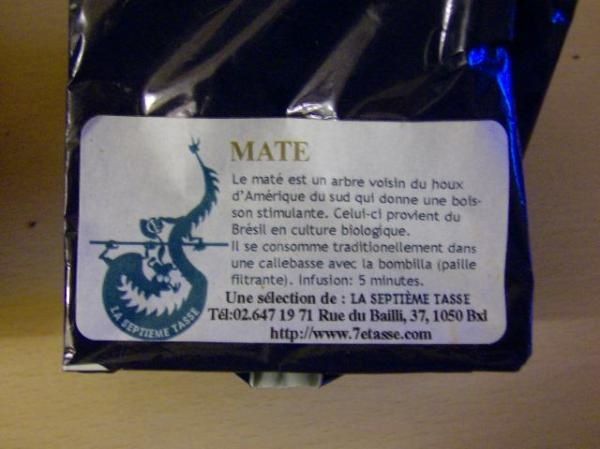 MATE
Le maté est un arbre voisin du houx
d'Amérique du sud qui donne une bois-
son stimulante. Celui-ci provient du
Brésil en culture biologique.
Il se consomme traditionellement dans
une callebasse avec la bombilla (paille
filtrante). Infusion: 5 minutes.
Une sélection de : LA SEPTIÈME TASSE
Tél:02.647 19 71 Rue du Bailli, 37, 1050 Bxl
http://www.7etasse.com
LA SEPTIEME TASSE